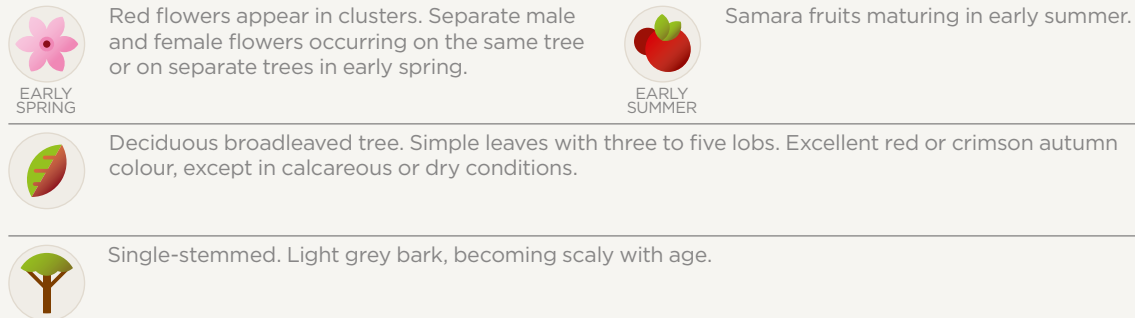 Red flowers appear in clusters. Separate male
and female flowers occurring on the same tree
or on separate trees in early spring.
EARLY
SPRING
Samara fruits maturing in early summer.
EARLY
SUMMER
Deciduous broadleaved tree. Simple leaves with three to five lobs. Excellent red or crimson autumn
colour, except in calcareous or dry conditions.
Single-stemmed. Light grey bark, becoming scaly with age.